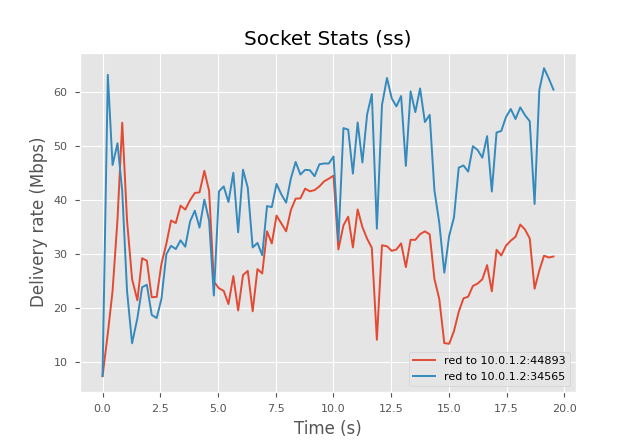 Socket Stats (ss)
Delivery rate (Mbps)
60
50
40
30
20
10
0.0 2.5 5.0 7.5 10.0 12.5 15.0 17.5 20.0
Time (s)
red to 10.0.1.2:44893
red to 10.0.1.2:34565